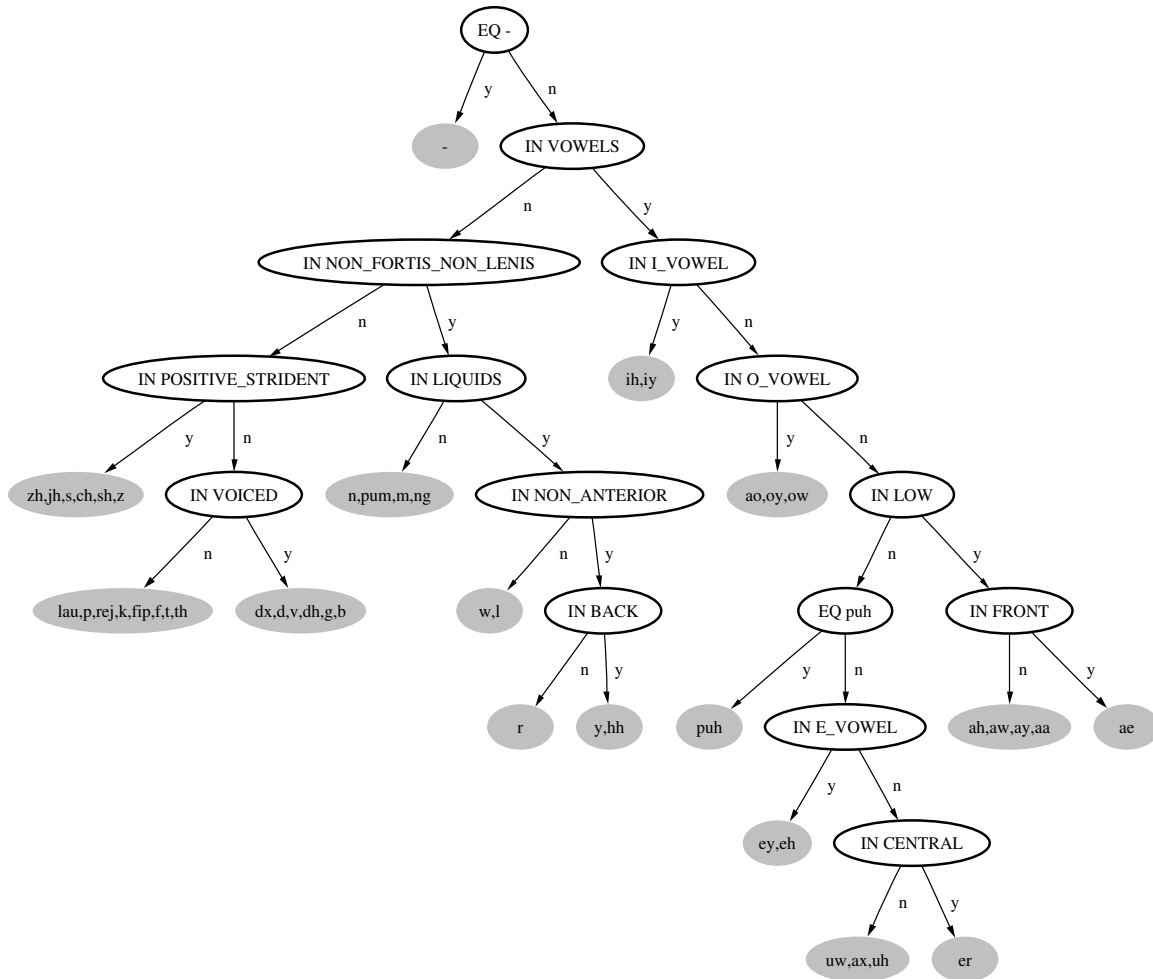 EQ -
y
n
-
IN VOWELS
n
y
IN NON_FORTIS_NON_LENIS
IN I_VOWEL
n
y
y
n
IN POSITIVE_STRIDENT
IN LIQUIDS
ih,iy
IN O_VOWEL
y
n
n
y
y
n
zh,jh,s,ch,sh,z
IN VOICED
n,pum,m,ng
IN NON_ANTERIOR
ao,oy,ow
IN LOW
n
y
n
y
n
y
lau,p,rej,k,fip,f,t,th
dx,d,v,dh,g,b
w,l
IN BACK
EQ puh
IN FRONT
n
y
y
n
n
y
r
y,hh
puh
IN E_VOWEL
ah,aw,ay,aa
ae
y
n
ey,eh
IN CENTRAL
n
y
uw,ax,uh
er